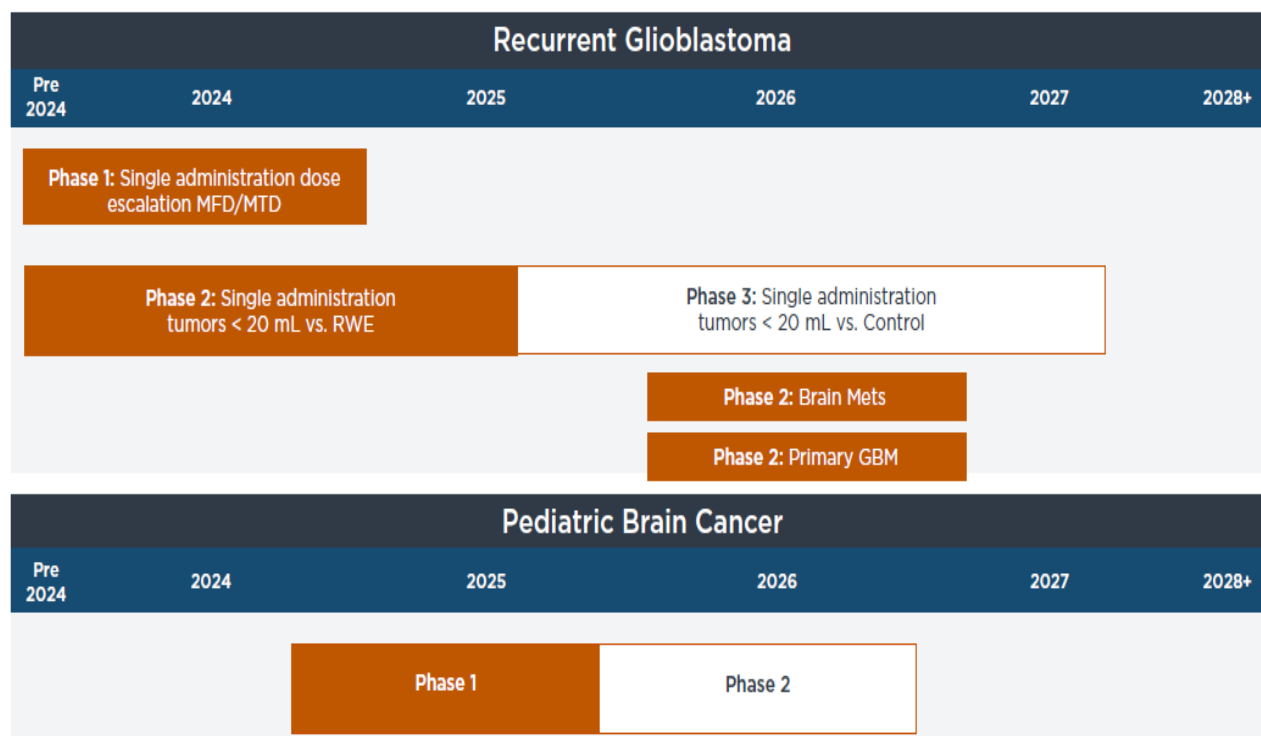 Recurrent Glioblastoma
Pre
2024
2024
2025
2026
2027
2028+
Phase 1: Single administration dose
escalation MFD/MTD
Phase 2: Single administration
tumors < 20 mL vs. RWE
Phase 3: Single administration
tumors < 20 mL vs. Control
Phase 2: Brain Mets
Phase 2: Primary GBM
Pediatric Brain Cancer
Pre
2024
2024
2025
2026
2027
2028+
Phase 1
Phase 2